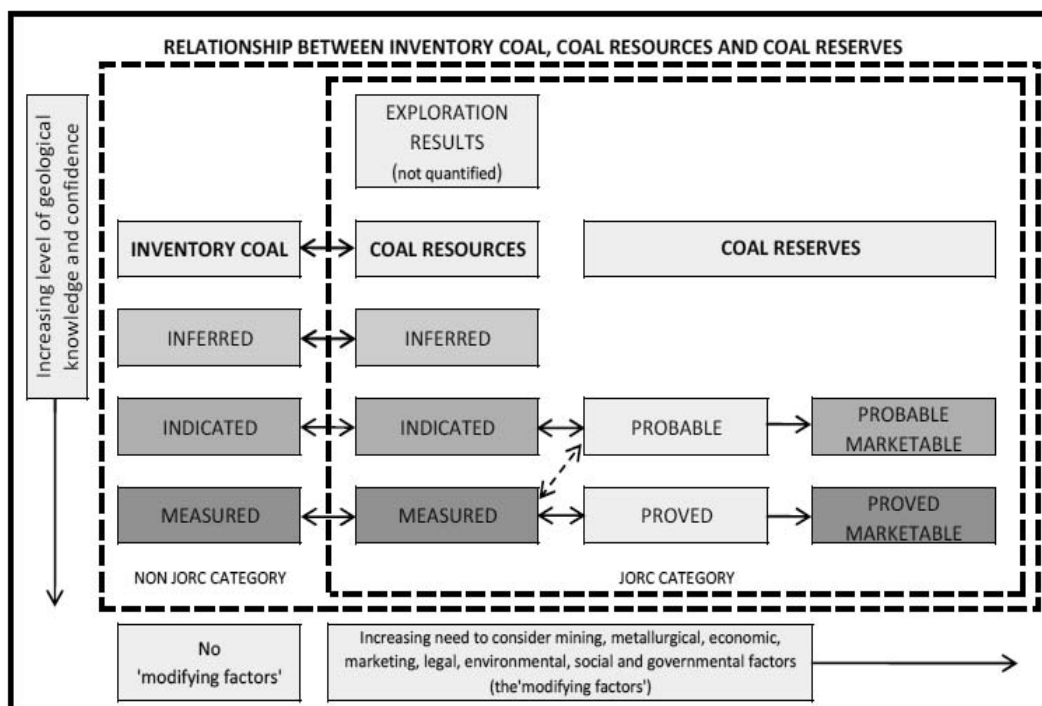 RELATIONSHIP BETWEEN INVENTORY COAL, COAL RESOURCES AND COAL RESERVES
Increasing level of geological
knowledge and confidence
EXPLORATION
RESULTS
(not quantified)
INVENTORY COAL
COAL RESOURCES
COAL RESERVES
INFERRED
INFERRED
INDICATED
INDICATED
PROBABLE
PROBABLE
MARKETABLE
MEASURED
MEASURED
PROVED
PROVED
MARKETABLE
NON JORC CATEGORY
JORC CATEGORY
No
'modifying factors'
Increasing need to consider mining, metallurgical, economic,
marketing, legal, environmental, social and governmental factors
(the'modifying factors')